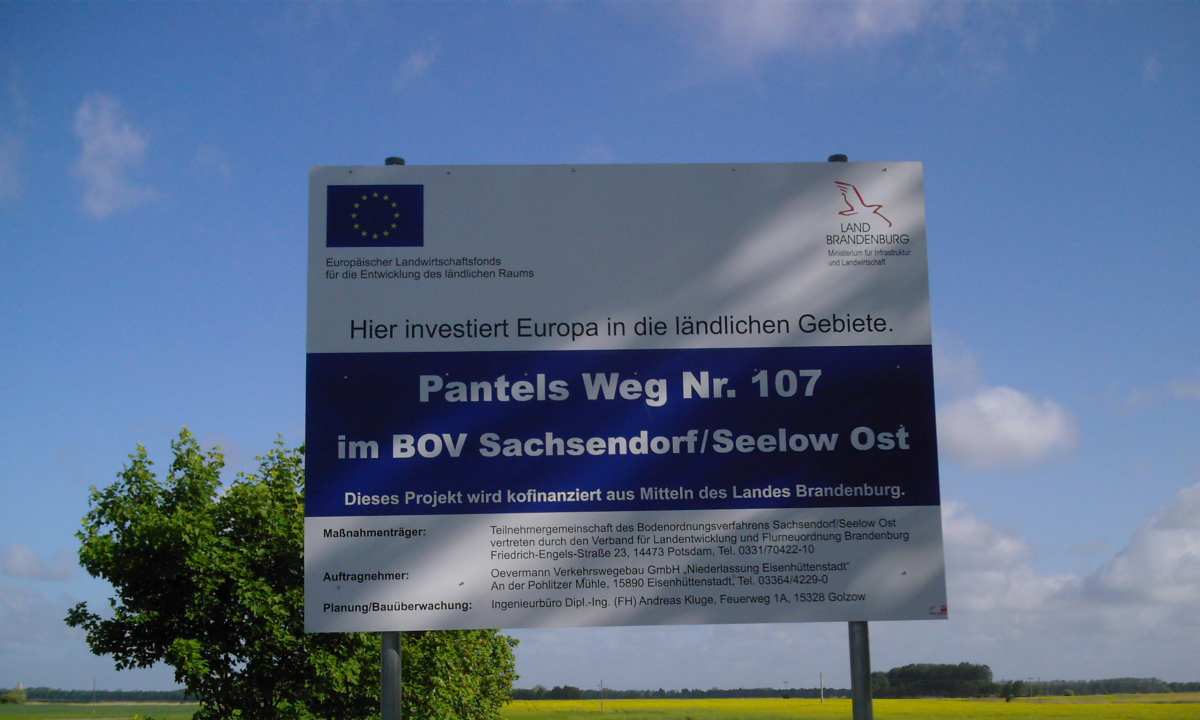 Europäischer Landwirtschaftsfonds
für die Entwicklung des ländlichen Raums
LAND
BRANDENBURG
Ministerium für Infrastruktur
und Landwirtschaft
Hier investiert Europa in die ländlichen Gebiete.
Pantels Weg Nr. 107
im BOV Sachsendorf/Seelow Ost
Dieses Projekt wird kofinanziert aus Mitteln des Landes Brandenburg.
Maßnahmenträger: Teilnehmergemeinschaft des Bodenordnungsverfahrens Sachsendorf/Seelow Ost
vertreten durch den Verband für Landentwicklung und Flurneuordnung Brandenburg
Friedrich-Engels-Straße 23, 14473 Potsdam, Tel. 0331/70422-10
Auftragnehmer: Oevermann Verkehrswegebau GmbH „Niederlassung Eisenhüttenstadt"
An der Pohlitzer Mühle, 15890 Eisenhüttenstadt, Tel. 03364/4229-0
Planung/Bauüberwachung: Ingenieurbüro Dipl.-Ing. (FH) Andreas Kluge, Feuerweg 1A, 15328 Golzow